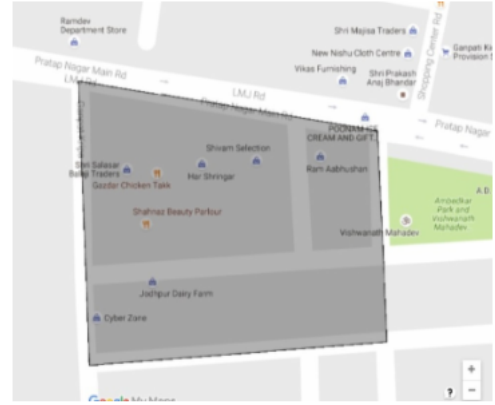 Ramdev
Department Store
Shri Majisa Traders
New Nishu Cloth Centre
Vikas Furnishing
Shri Prakash
Anaj Bhandar
Shopping Center Rd
Ganpati Ki
Provision S
Pratap Nagar Main Rd
LMJ Rd
LMJ Rd
Pratap Nagar Main Rd
Pratap Nagar
POONAM ICE
CREAM AND GIFT...
Shivam Selection
Shri Salasar
Balaji Traders
Gazdar Chicken Takk
Har Shringar
Ram Aabhushan
Shahnaz Beauty Parlour
A.D.
Ambedkar
Park and
Vishwanath
Mahadev
Vishwanath Mahadev
Jodhpur Dairy Farm
Cyber Zone
Google My Maps
+
?
−